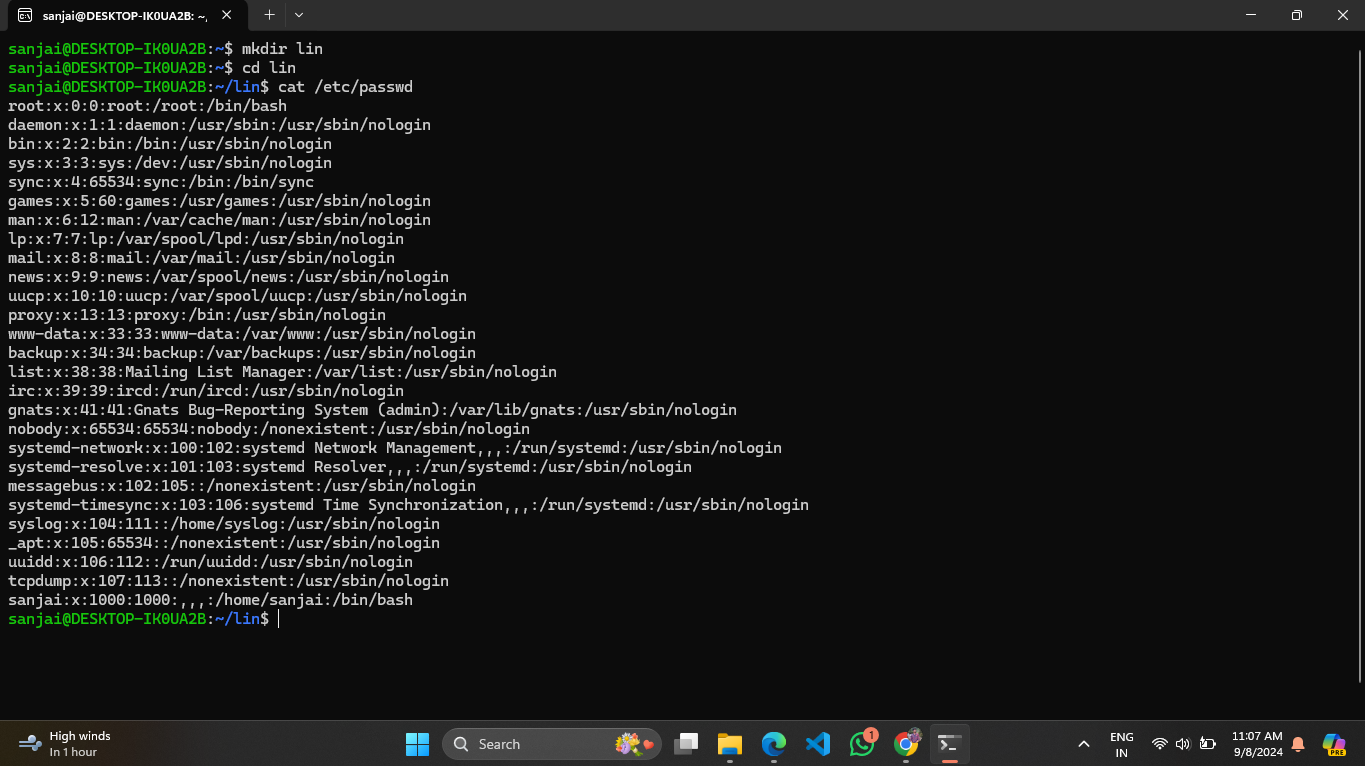 sanjai@DESKTOP-IK0UA2B: ~,
sanjai@DESKTOP-IK0UA2B:~$ mkdir lin
sanjai@DESKTOP-IK0UA2B:~$ cd lin
sanjai@DESKTOP-IK0UA2B:~/lin$ cat /etc/passwd
root:x:0:0:root:/root:/bin/bash
daemon:x:1:1:daemon:/usr/sbin:/usr/sbin/nologin
bin:x:2:2:bin:/bin:/usr/sbin/nologin
sys:x:3:3:sys:/dev:/usr/sbin/nologin
sync:x:4:65534:sync:/bin:/bin/sync
games:x:5:60:games:/usr/games:/usr/sbin/nologin
man:x:6:12:man:/var/cache/man:/usr/sbin/nologin
lp:x:7:7:lp:/var/spool/lpd:/usr/sbin/nologin
mail:x:8:8:mail:/var/mail:/usr/sbin/nologin
news:x:9:9:news:/var/spool/news:/usr/sbin/nologin
uucp:x:10:10:uucp:/var/spool/uucp:/usr/sbin/nologin
proxy:x:13:13:proxy:/bin:/usr/sbin/nologin
www-data:x:33:33:www-data:/var/www:/usr/sbin/nologin
backup:x:34:34:backup:/var/backups:/usr/sbin/nologin
list:x:38:38:Mailing List Manager:/var/list:/usr/sbin/nologin
irc:x:39:39:ircd:/run/ircd:/usr/sbin/nologin
gnats:x:41:41:Gnats Bug-Reporting System (admin):/var/lib/gnats:/usr/sbin/nologin
nobody:x:65534:65534:nobody:/nonexistent:/usr/sbin/nologin
systemd-network:x:100:102:systemd Network Management,,,:/run/systemd:/usr/sbin/nologin
systemd-resolve:x:101:103:systemd Resolver,,,:/run/systemd:/usr/sbin/nologin
messagebus:x:102:105::/nonexistent:/usr/sbin/nologin
systemd-timesync:x:103:106:systemd Time Synchronization,,,:/run/systemd:/usr/sbin/nologin
syslog:x:104:111::/home/syslog:/usr/sbin/nologin
_apt:x:105:65534::/nonexistent:/usr/sbin/nologin
uuidd:x:106:112::/run/uuidd:/usr/sbin/nologin
tcpdump:x:107:113::/nonexistent:/usr/sbin/nologin
sanjai:x:1000:1000:,,,:/home/sanjai:/bin/bash
sanjai@DESKTOP-IK0UA2B:~/lin$
High winds
In 1 hour
Search
1
ENG
IN
11:07 AM
9/8/2024
PRE